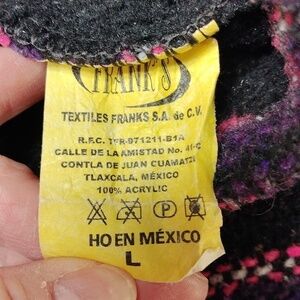 FRANK'S
TEXTILES FRANKS S.A. de C.V.
R.F.C. TFR-971211-B1A
CALLE DE LA AMISTAD No. 41-C
CONTLA DE JUAN CUAMATZI
TLAXCALA, MÉXICO
100% ACRYLIC
P
HO EN MÉXICO
L